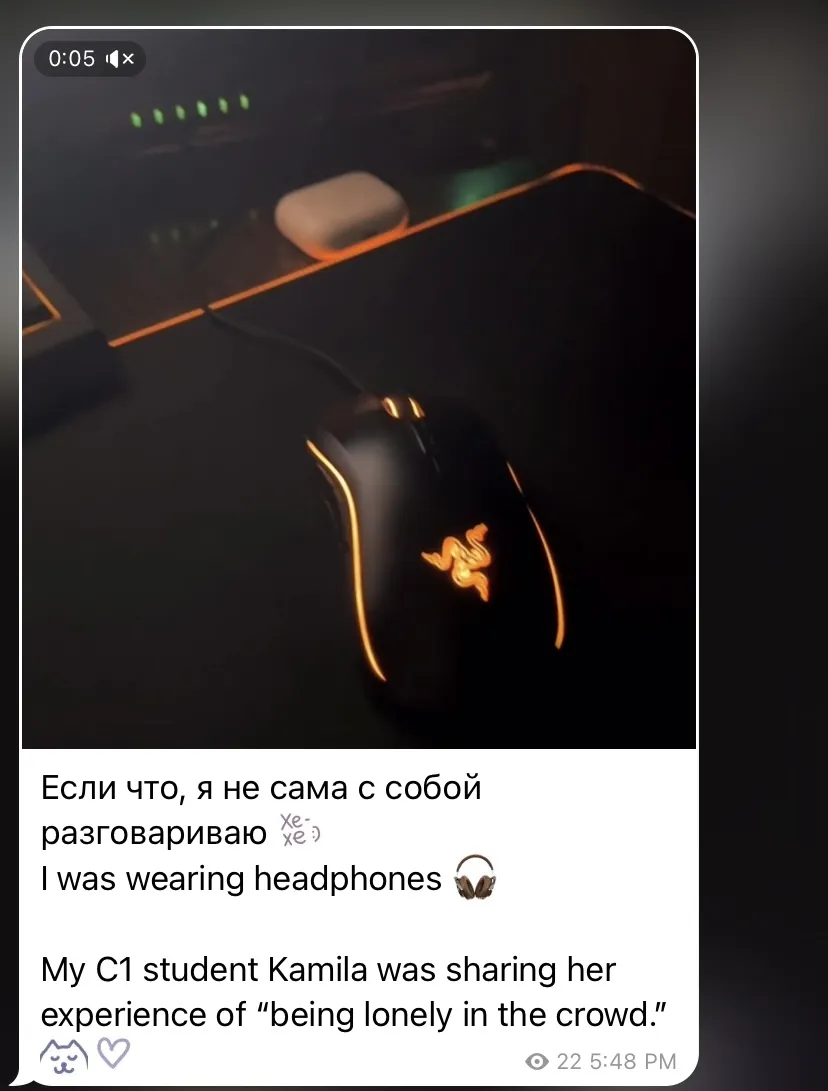 0:05
Если что, я не сама с собой
разговариваю Хе-
хе :)
I was wearing headphones 🎧
My C1 student Kamila was sharing her
experience of “being lonely in the crowd.”
22 5:48 PM